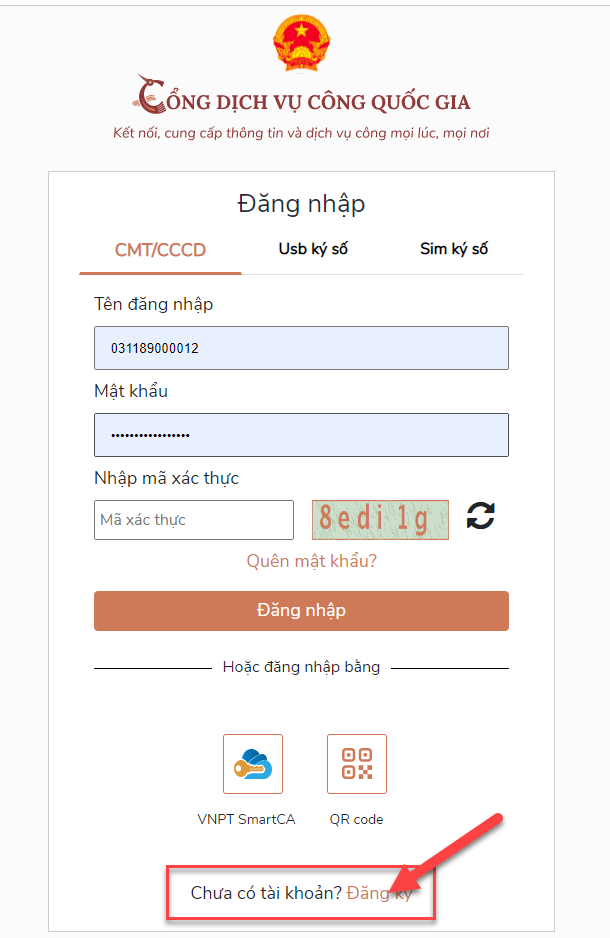 CỔNG DỊCH VỤ CÔNG QUỐC GIA
Kết nối, cung cấp thông tin và dịch vụ công mọi lúc, mọi nơi
Đăng nhập
CMT/CCCD Usb ký số Sim ký số
Tên đăng nhập
031189000012
Mật khẩu
•••••••••••••••••
Nhập mã xác thực
Mã xác thực 8edi1g
Quên mật khẩu?
Đăng nhập
Hoặc đăng nhập bằng
VNPT SmartCA QR code
Chưa có tài khoản? Đăng ký